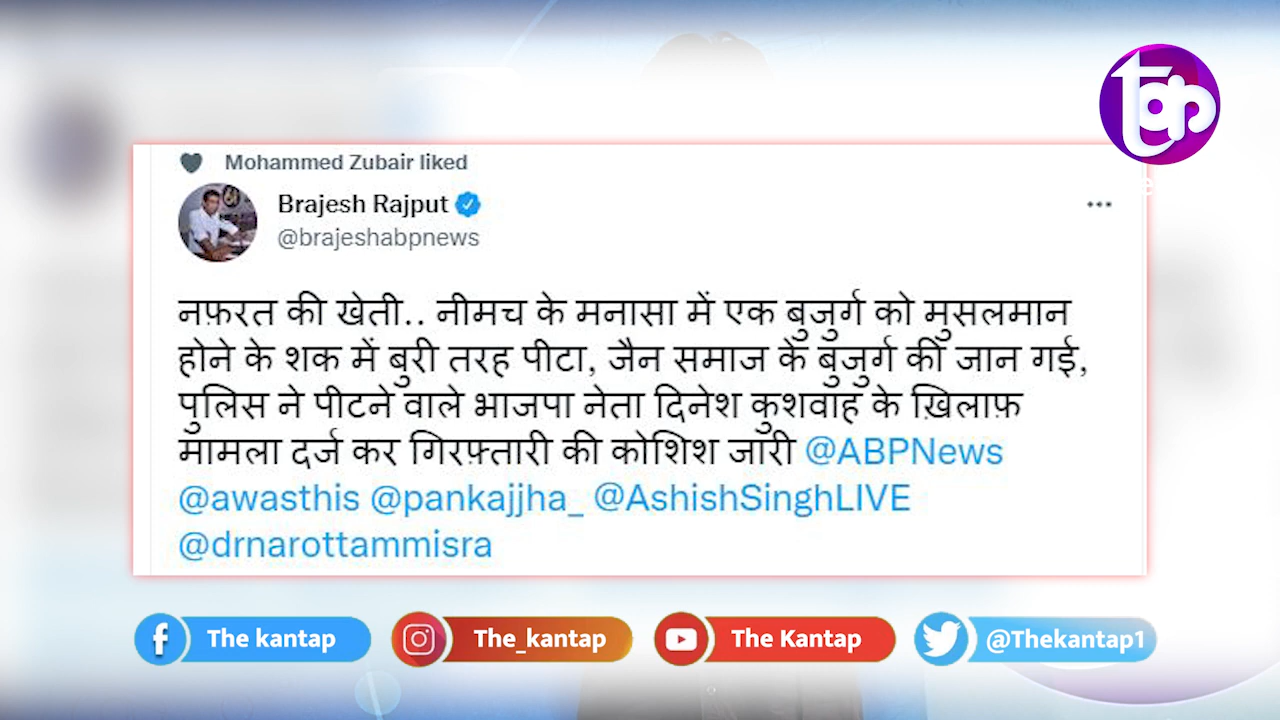 tap
Mohammed Zubair liked
Brajesh Rajput
@brajeshabpnews
नफ़रत की खेती.. नीमच के मनासा में एक बुजुर्ग को मुसलमान
होने के शक में बुरी तरह पीटा, जैन समाज के बुजुर्ग की जान गई,
पुलिस ने पीटने वाले भाजपा नेता दिनेश कुशवाह के ख़िलाफ़
मामला दर्ज कर गिरफ़्तारी की कोशिश जारी @ABPNews
@awasthis @pankajjha_ @AshishSinghLIVE
@drnarottammisra
The kantap The_kantap The Kantap @Thekantap1